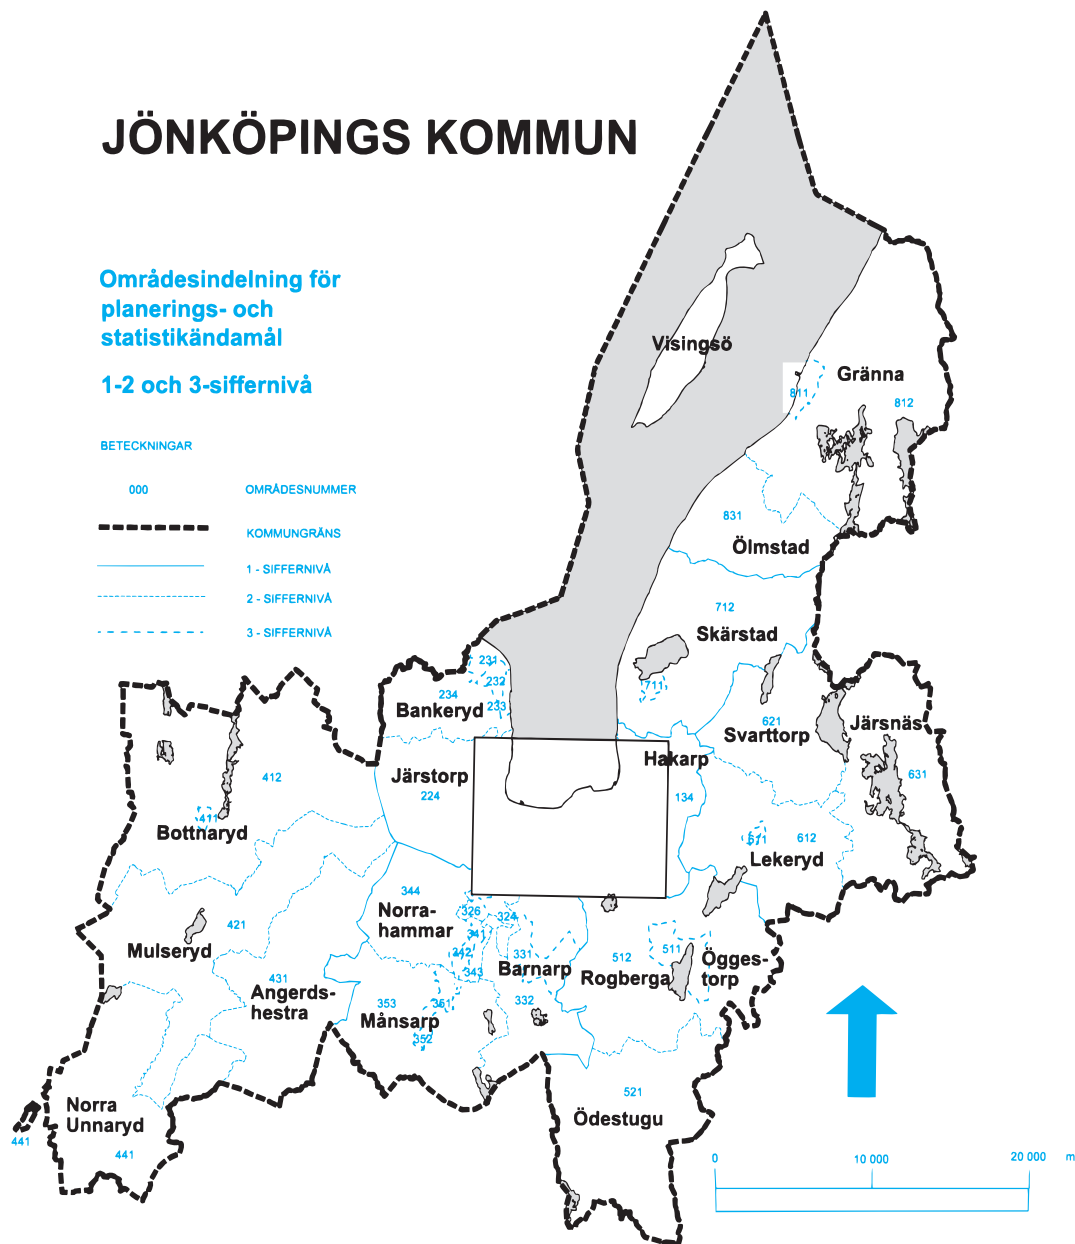 JÖNKÖPINGS KOMMUN
Områdesindelning för
planerings- och
statistikändamål
1-2 och 3-siffernivå
BETECKNINGAR
000 OMRÅDESNUMMER
KOMMUNGRÄNS
1 - SIFFERNIVÅ
2 - SIFFERNIVÅ
3 - SIFFERNIVÅ
Visingsö
Gränna
811
812
831
Ölmstad
712
Skärstad
711
231
232
234
233
Bankeryd
621
Svarttorp
Järsnäs
631
Hakarp
134
Järstorp
224
412
411
Bottnaryd
611
612
Lekeryd
344
Norra-
hammar
326
324
341
342
343
331
Barnarp
332
512
511
Rogberga
Ögges-
torp
421
Mulseryd
431
Angerds-
hestra
353
351
352
Månsarp
521
Ödestugu
Norra
Unnaryd
441
441
0 10 000 20 000 m